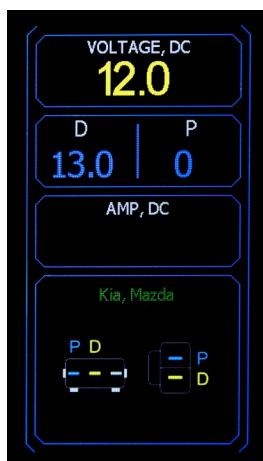 VOLTAGE, DC
12.0
D P
13.0 0
AMP, DC
Kia, Mazda
P D
P
D